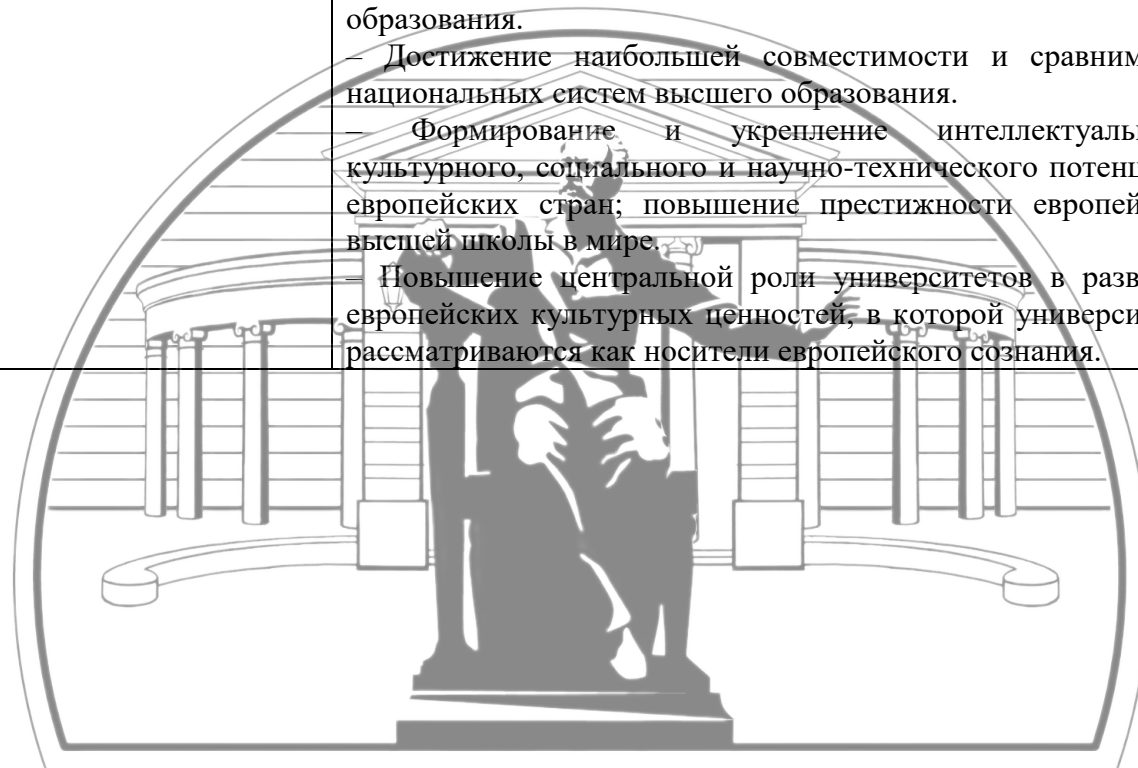 образования.
– Достижение наибольшей совместимости и сравним
национальных систем высшего образования.
– Формирование и укрепление интеллектуаль
культурного, социального и научно-технического потенц
европейских стран; повышение престижности европей
высшей школы в мире.
– Повышение центральной роли университетов в разв
европейских культурных ценностей, в которой универси
рассматриваются как носители европейского сознания.